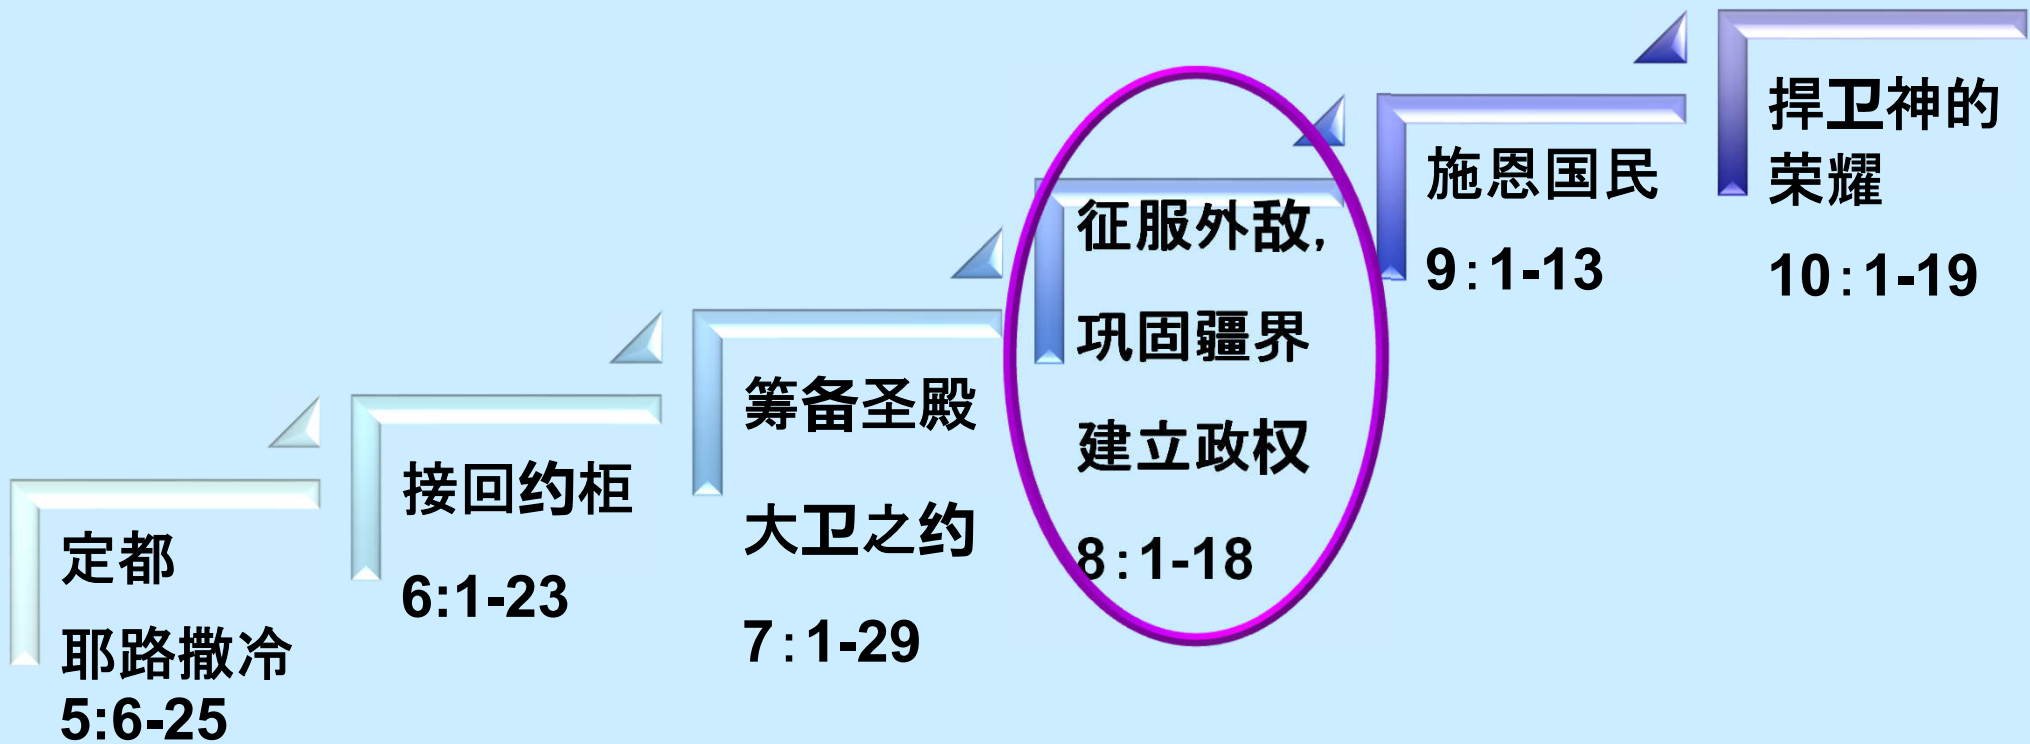 定都
耶路撒冷
5:6-25
接回约柜
6:1-23
筹备圣殿
大卫之约
7：1-29
征服外敌,
巩固疆界
建立政权
8：1-18
施恩国民
9：1-13
捍卫神的
荣耀
10：1-19